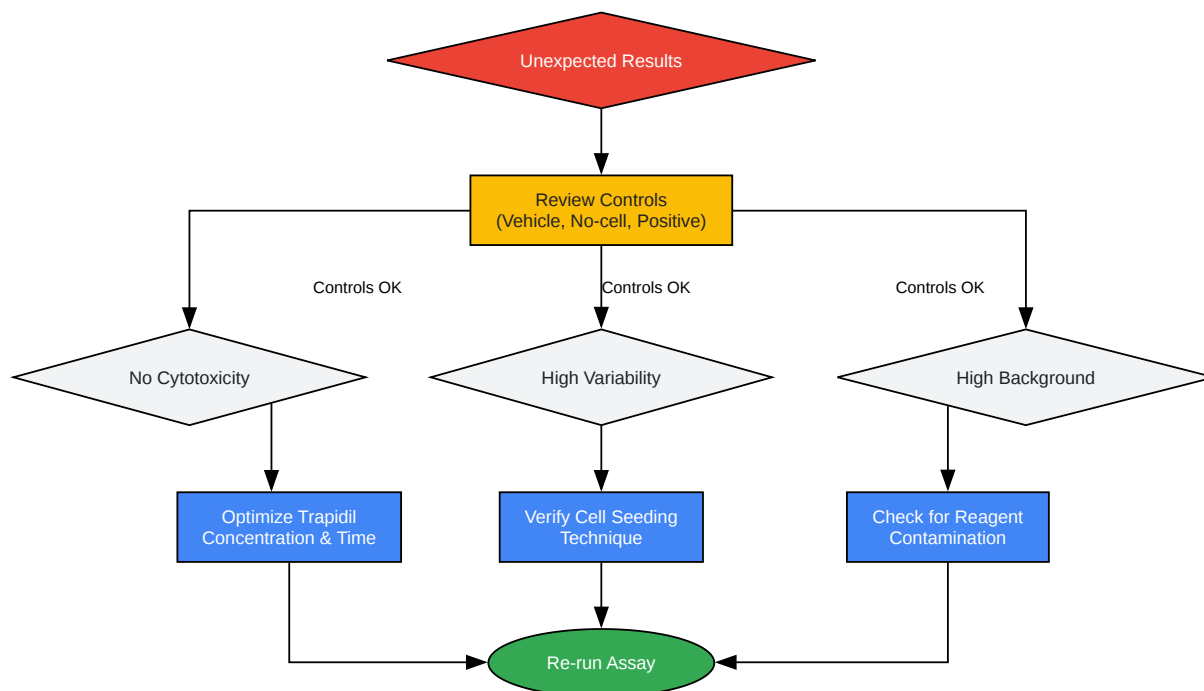 Unexpected Results
Review Controls
(Vehicle, No-cell, Positive)
Controls OK
Controls OK
Controls OK
No Cytotoxicity
High Variability
High Background
Optimize Trapidil
Concentration & Time
Verify Cell Seeding
Technique
Check for Reagent
Contamination
Re-run Assay